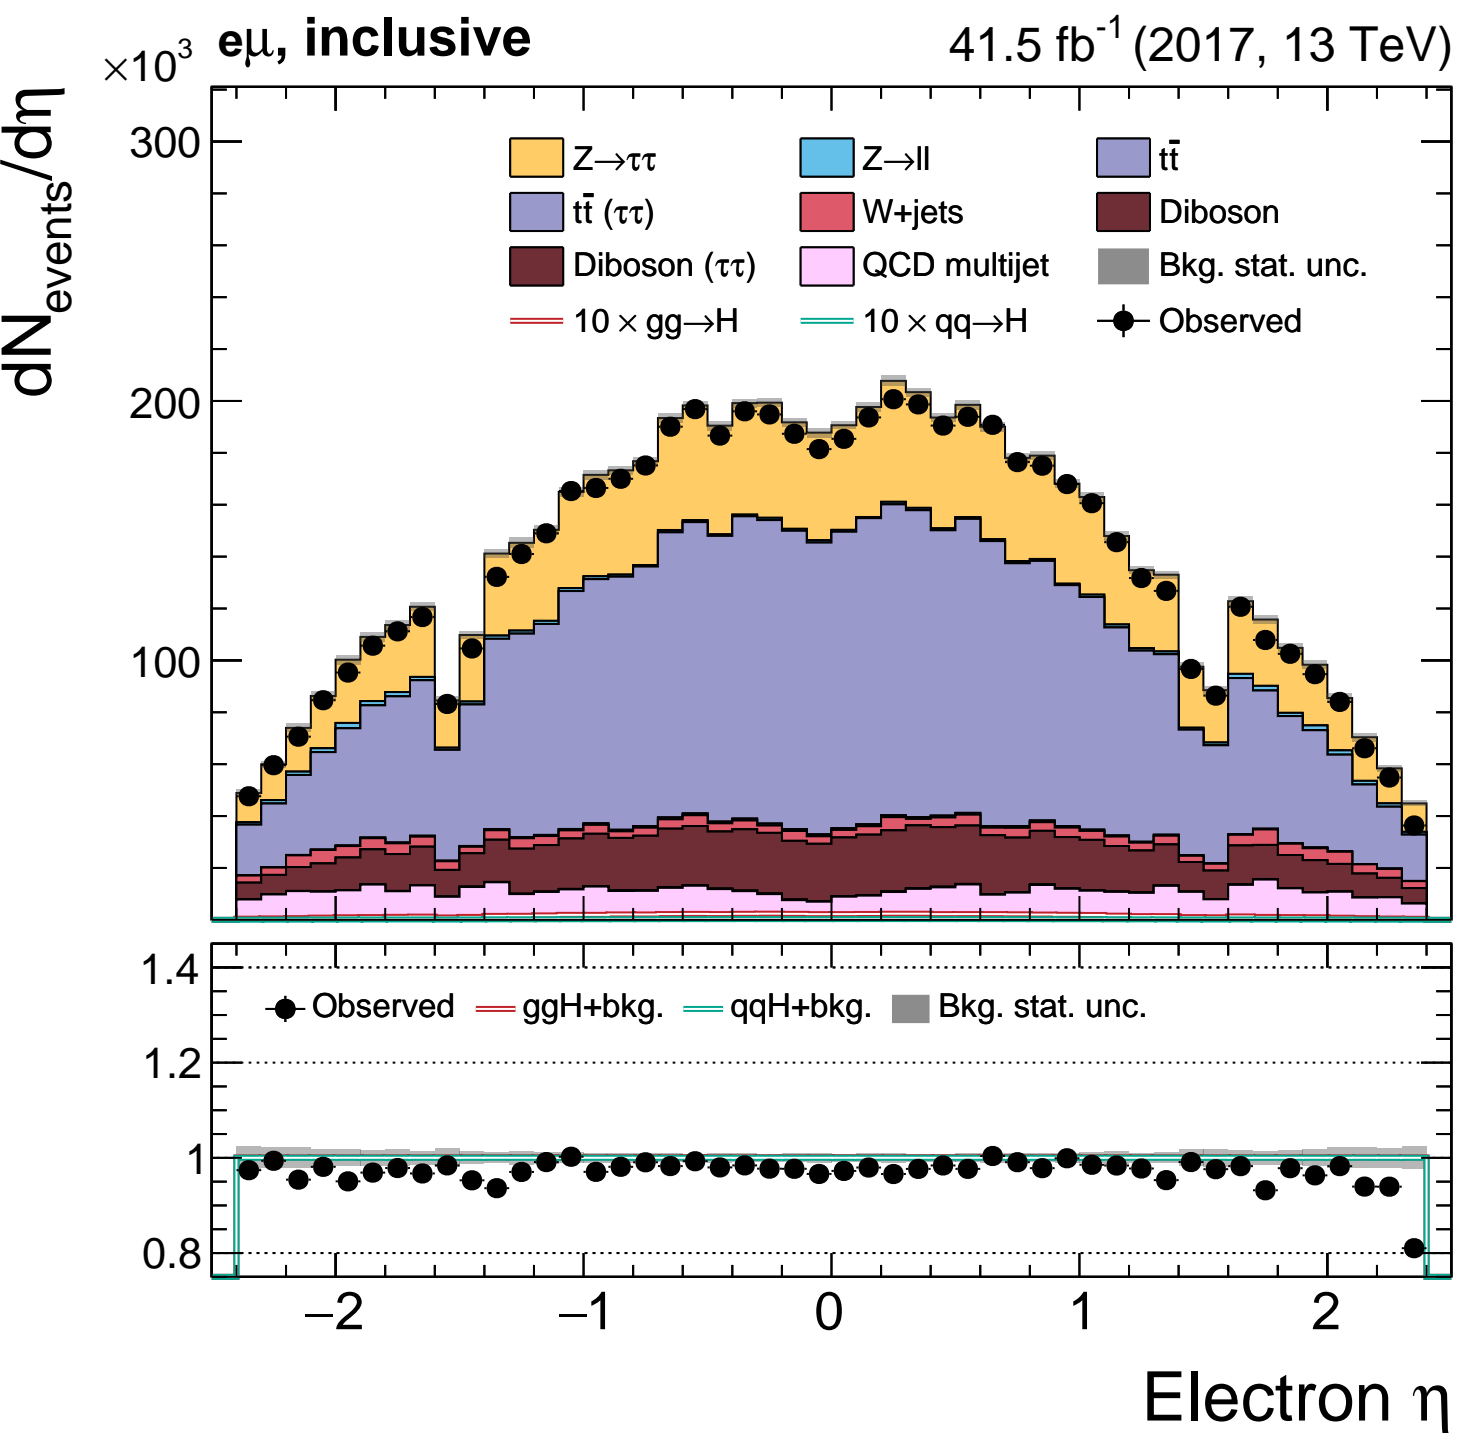 ×10³ eμ, inclusive 41.5 fb⁻¹ (2017, 13 TeV)
dN_events/dη
300
Z→ττ Z→ll tt̄
tt̄ (ττ) W+jets Diboson
Diboson (ττ) QCD multijet Bkg. stat. unc.
10 × gg→H 10 × qq→H Observed
200
100
1.4
Observed ggH+bkg. qqH+bkg. Bkg. stat. unc.
1.2
1
0.8
−2 −1 0 1 2
Electron η